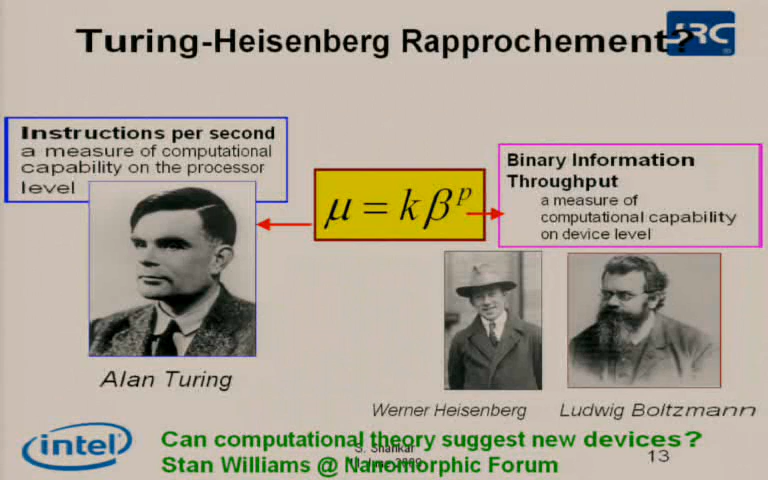 Turing-Heisenberg Rapprochement?
SRC
Instructions per second
a measure of computational
capability on the processor
level
μ = kβ^p
Binary Information
Throughput
a measure of
computational capability
on device level
Alan Turing
Werner Heisenberg
Ludwig Boltzmann
intel
Can computational theory suggest new devices?
S. Shankar
Stan Williams @ Nanomorphic Forum
13